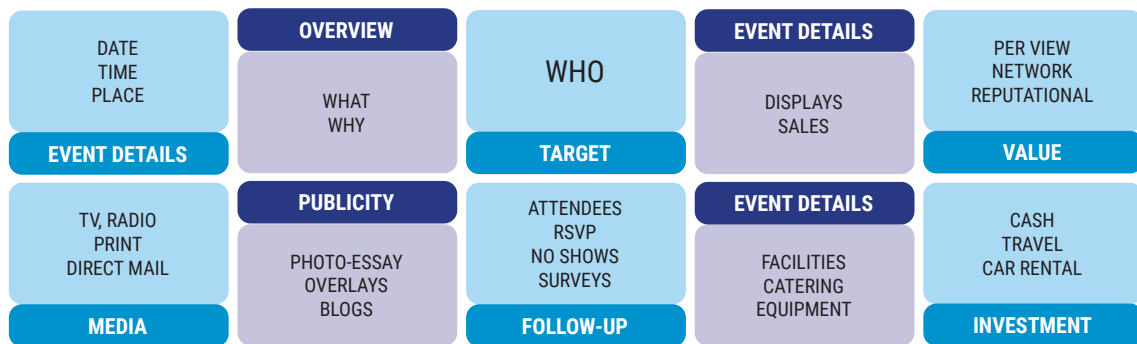 DATE
TIME
PLACE
EVENT DETAILS
OVERVIEW
WHAT
WHY
WHO
TARGET
EVENT DETAILS
DISPLAYS
SALES
PER VIEW
NETWORK
REPUTATIONAL
VALUE
TV, RADIO
PRINT
DIRECT MAIL
MEDIA
PUBLICITY
PHOTO-ESSAY
OVERLAYS
BLOGS
ATTENDEES
RSVP
NO SHOWS
SURVEYS
FOLLOW-UP
EVENT DETAILS
FACILITIES
CATERING
EQUIPMENT
CASH
TRAVEL
CAR RENTAL
INVESTMENT